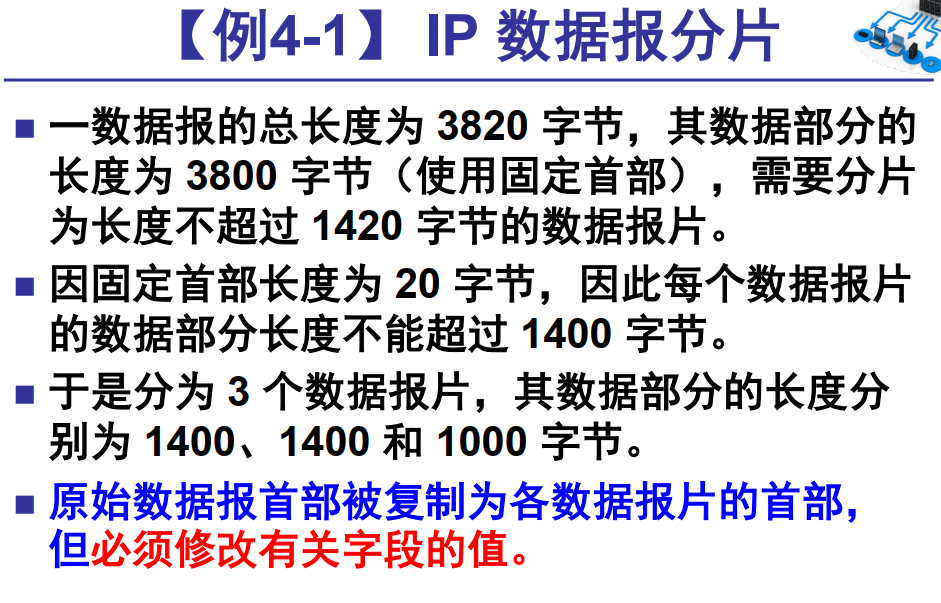 【例4-1】 IP 数据报分片
一数据报的总长度为 3820 字节，其数据部分的
长度为 3800 字节（使用固定首部），需要分片
为长度不超过 1420 字节的数据报片。
因固定首部长度为 20 字节，因此每个数据报片
的数据部分长度不能超过 1400 字节。
于是分为 3 个数据报片，其数据部分的长度分
别为 1400、1400 和 1000 字节。
原始数据报首部被复制为各数据报片的首部，
但必须修改有关字段的值。